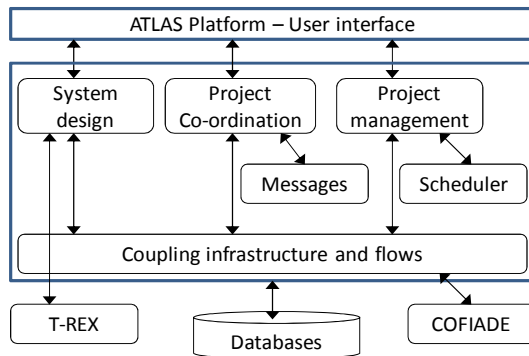 ATLAS Platform – User interface
System
design
Project
Co-ordination
Project
management
Messages
Scheduler
Coupling infrastructure and flows
T-REX
Databases
COFIADE